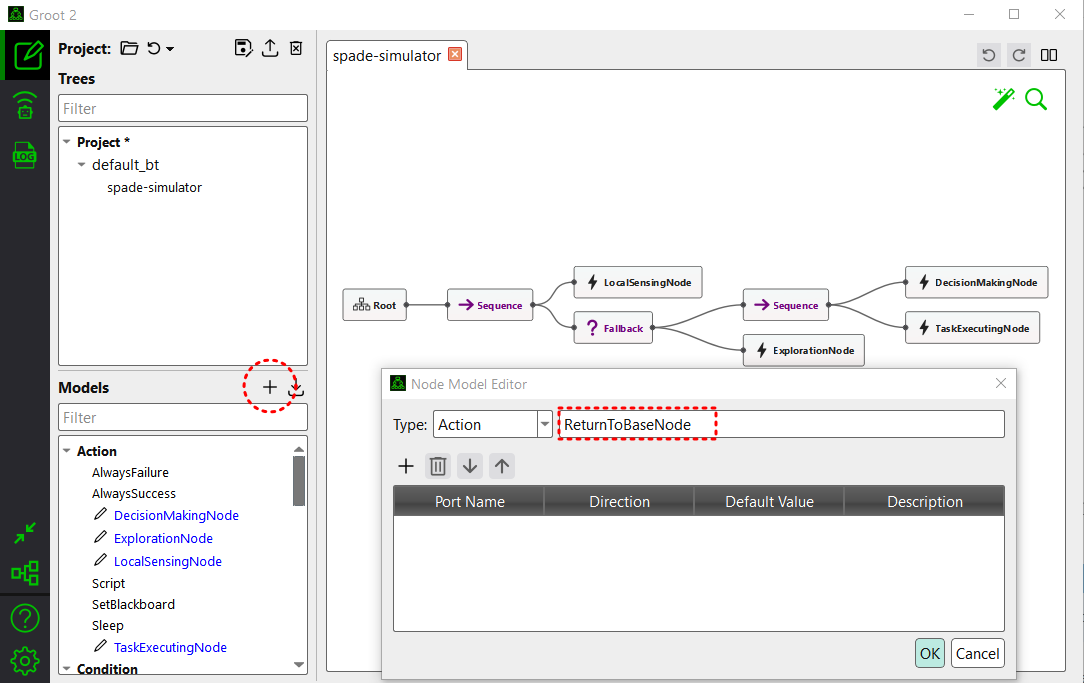 Groot 2
Project:
Trees
Filter
Project *
default_bt
spade-simulator
Models
Filter
Action
AlwaysFailure
AlwaysSuccess
DecisionMakingNode
ExplorationNode
LocalSensingNode
Script
SetBlackboard
Sleep
TaskExecutingNode
Condition
LOG
spade-simulator
Root
Sequence
LocalSensingNode
Fallback
Sequence
ExplorationNode
DecisionMakingNode
TaskExecutingNode
Node Model Editor
Type: Action ReturnToBaseNode
Port Name Direction Default Value Description
OK Cancel